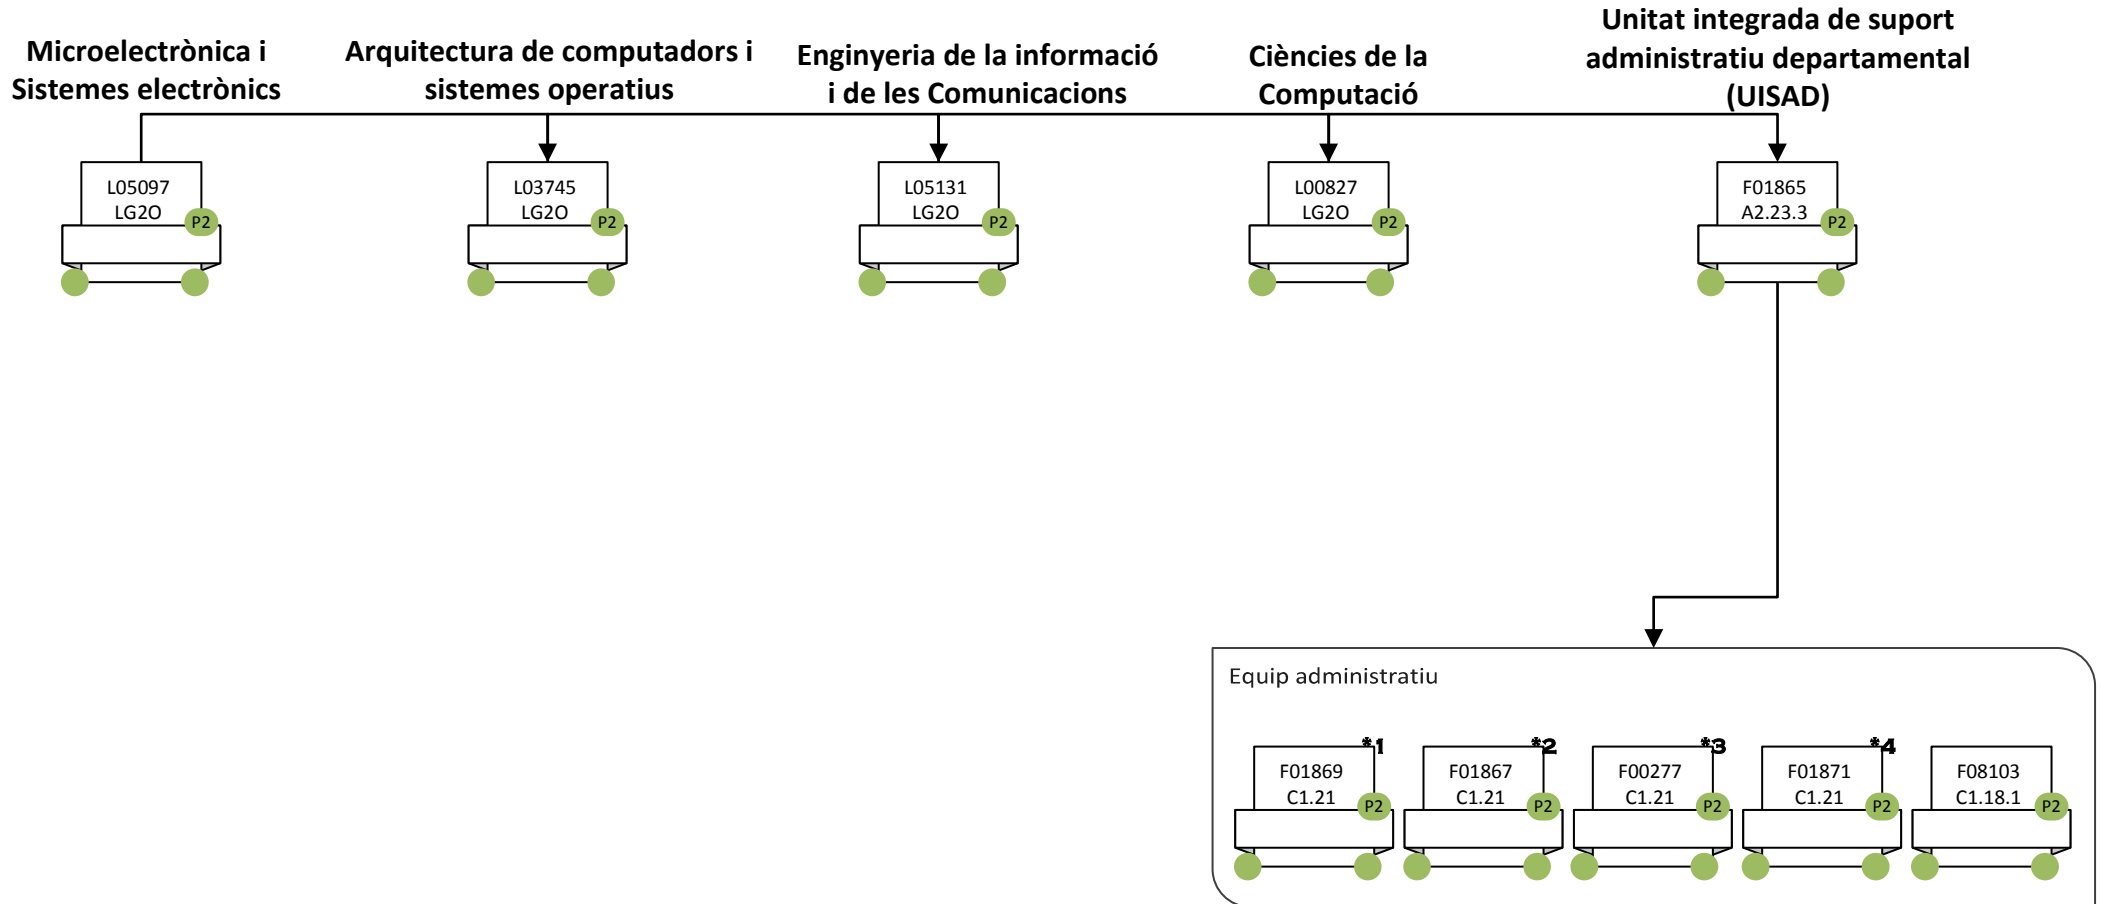 Microelectrònica i
Sistemes electrònics
Arquitectura de computadors i
sistemes operatius
Enginyeria de la informació
i de les Comunicacions
Ciències de la
Computació
Unitat integrada de suport
administratiu departamental
(UISAD)
L05097
LG2O
P2
L03745
LG2O
P2
L05131
LG2O
P2
L00827
LG2O
P2
F01865
A2.23.3
P2
Equip administratiu
*1
F01869
C1.21
P2
*2
F01867
C1.21
P2
*3
F00277
C1.21
P2
*4
F01871
C1.21
P2
F08103
C1.18.1
P2